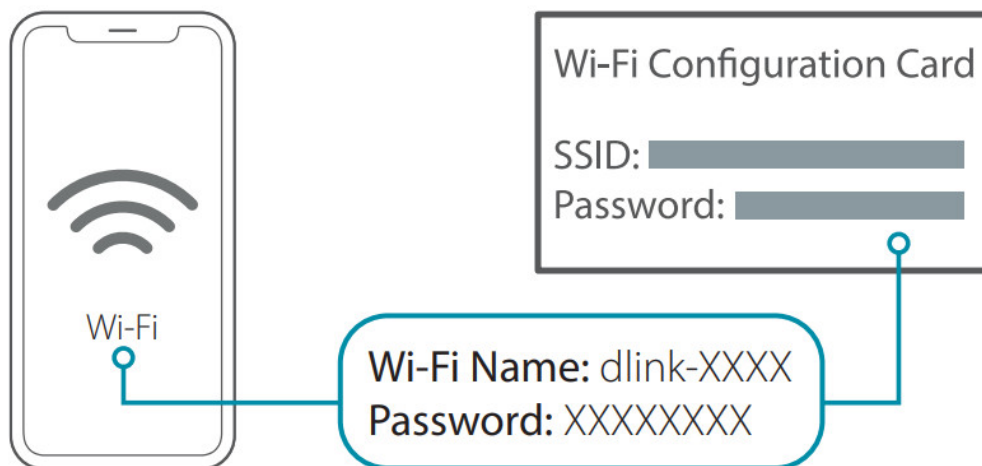 Wi-Fi Configuration Card
SSID:
Password:
Wi-Fi
Wi-Fi Name: dlink-XXXX
Password: XXXXXXXX